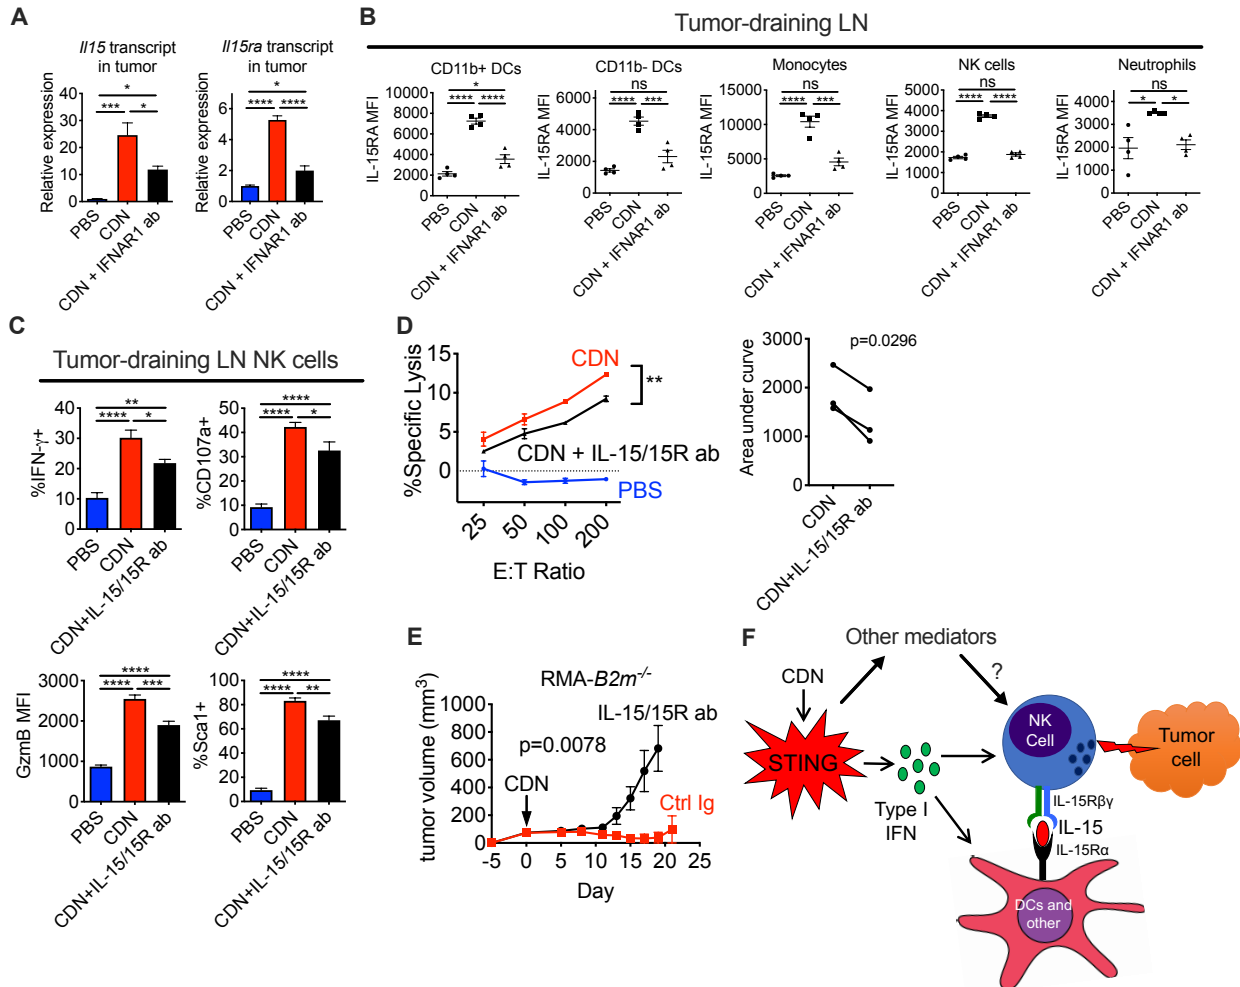 A
Il15 transcript
in tumor
Relative expression
40
30
20
10
0
*
***
*
PBS
CDN
CDN + IFNAR1 ab
Il15ra transcript
in tumor
Relative expression
8
6
4
2
0
*
****
****
PBS
CDN
CDN + IFNAR1 ab
B
Tumor-draining LN
CD11b+ DCs
IL-15RA MFI
10000
8000
6000
4000
2000
0
*
****
****
PBS
CDN
CDN + IFNAR1 ab
CD11b- DCs
IL-15RA MFI
6000
4000
2000
0
ns
****
***
PBS
CDN
CDN + IFNAR1 ab
Monocytes
IL-15RA MFI
15000
10000
5000
0
ns
****
***
PBS
CDN
CDN + IFNAR1 ab
NK cells
IL-15RA MFI
5000
4000
3000
2000
1000
0
ns
****
****
PBS
CDN
CDN + IFNAR1 ab
Neutrophils
IL-15RA MFI
5000
4000
3000
2000
1000
0
ns
*
*
PBS
CDN
CDN + IFNAR1 ab
C
Tumor-draining LN NK cells
%IFN-γ+
40
30
20
10
0
**
****
*
PBS
CDN
CDN+IL-15/15R ab
%CD107a+
50
40
30
20
10
0
****
****
*
PBS
CDN
CDN+IL-15/15R ab
GzmB MFI
3000
2000
1000
0
****
****
***
PBS
CDN
CDN+IL-15/15R ab
%Sca1+
100
80
60
40
20
0
****
****
**
PBS
CDN
CDN+IL-15/15R ab
D
%Specific Lysis
15
10
5
0
CDN
**
CDN + IL-15/15R ab
PBS
25
50
100
200
E:T Ratio
Area under curve
3000
2000
1000
0
p=0.0296
CDN
CDN+IL-15/15R ab
E
RMA-B2m-/-
tumor volume (mm3)
1000
800
600
400
200
0
IL-15/15R ab
p=0.0078
CDN
Ctrl Ig
-5
0
5
10
15
20
25
Day
F
Other mediators
CDN
?
STING
NK
Cell
Tumor
cell
Type I
IFN
IL-15Rβγ
IL-15
IL-15Rα
DCs and
other